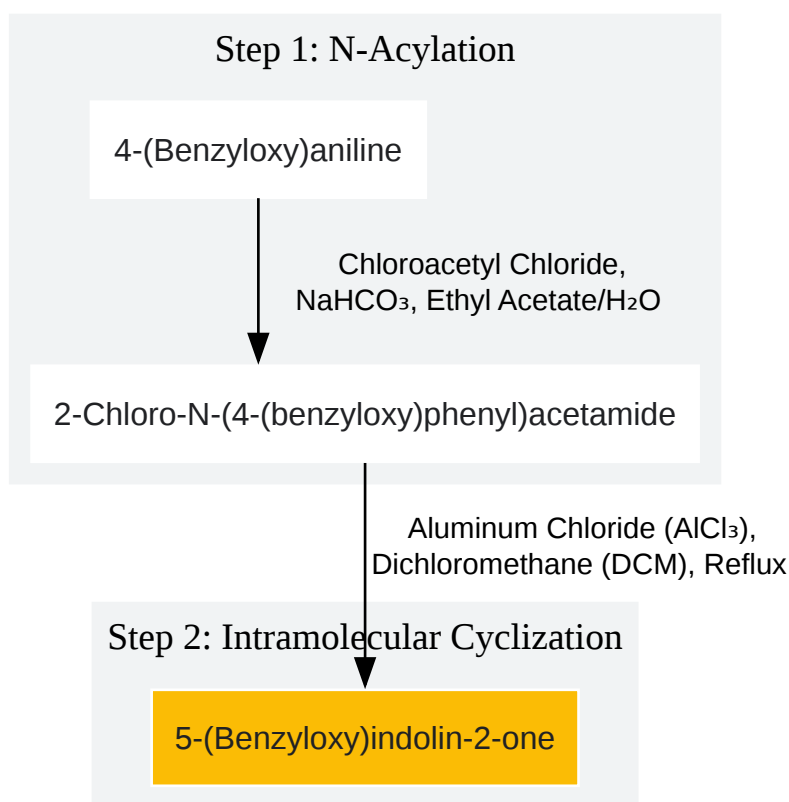 Step 1: N-Acylation
4-(Benzyloxy)aniline
Chloroacetyl Chloride,
NaHCO₃, Ethyl Acetate/H₂O
2-Chloro-N-(4-(benzyloxy)phenyl)acetamide
Aluminum Chloride (AlCl₃),
Dichloromethane (DCM), Reflux
Step 2: Intramolecular Cyclization
5-(Benzyloxy)indolin-2-one